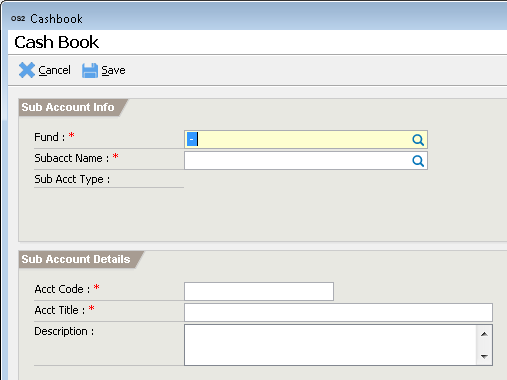 OS2 Cashbook
Cash Book
Cancel Save
Sub Account Info
Fund : * -
Subacct Name : *
Sub Acct Type :
Sub Account Details
Acct Code : *
Acct Title : *
Description :